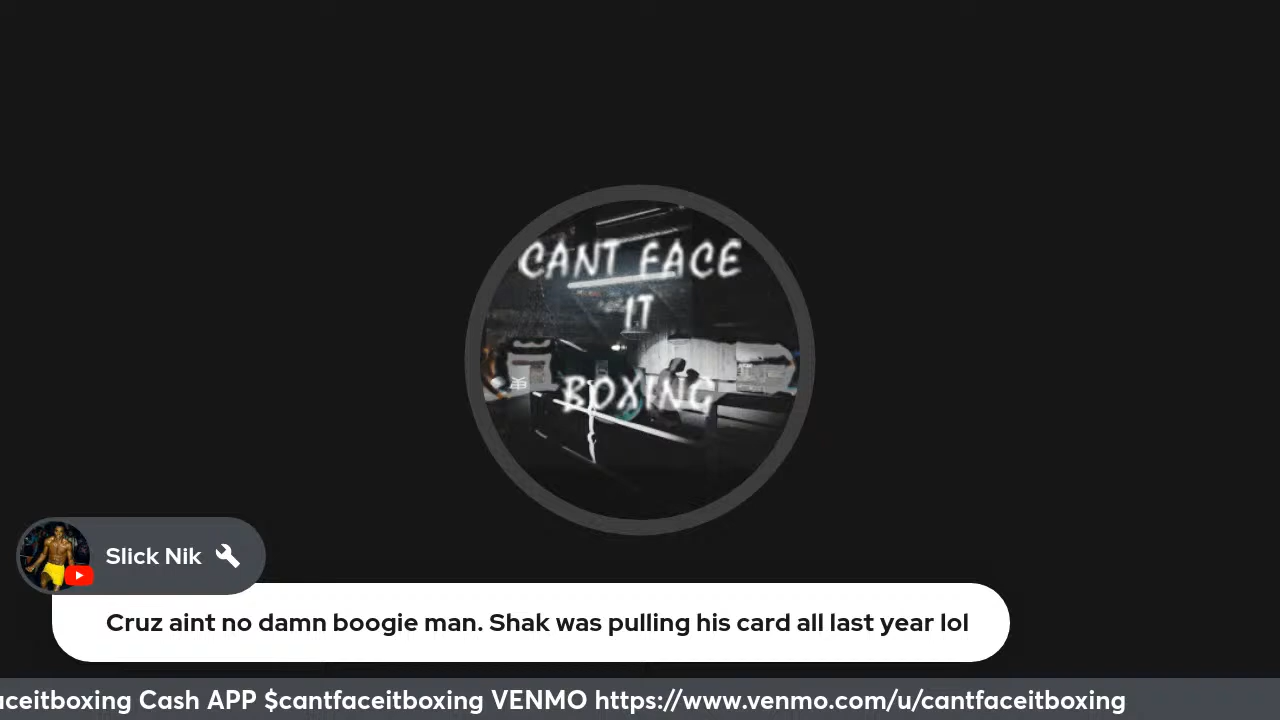 CANT FACE
IT
BOXING
Slick Nik
Cruz aint no damn boogie man. Shak was pulling his card all last year lol
aceitboxing Cash APP $cantfaceitboxing VENMO https://www.venmo.com/u/cantfaceitboxing